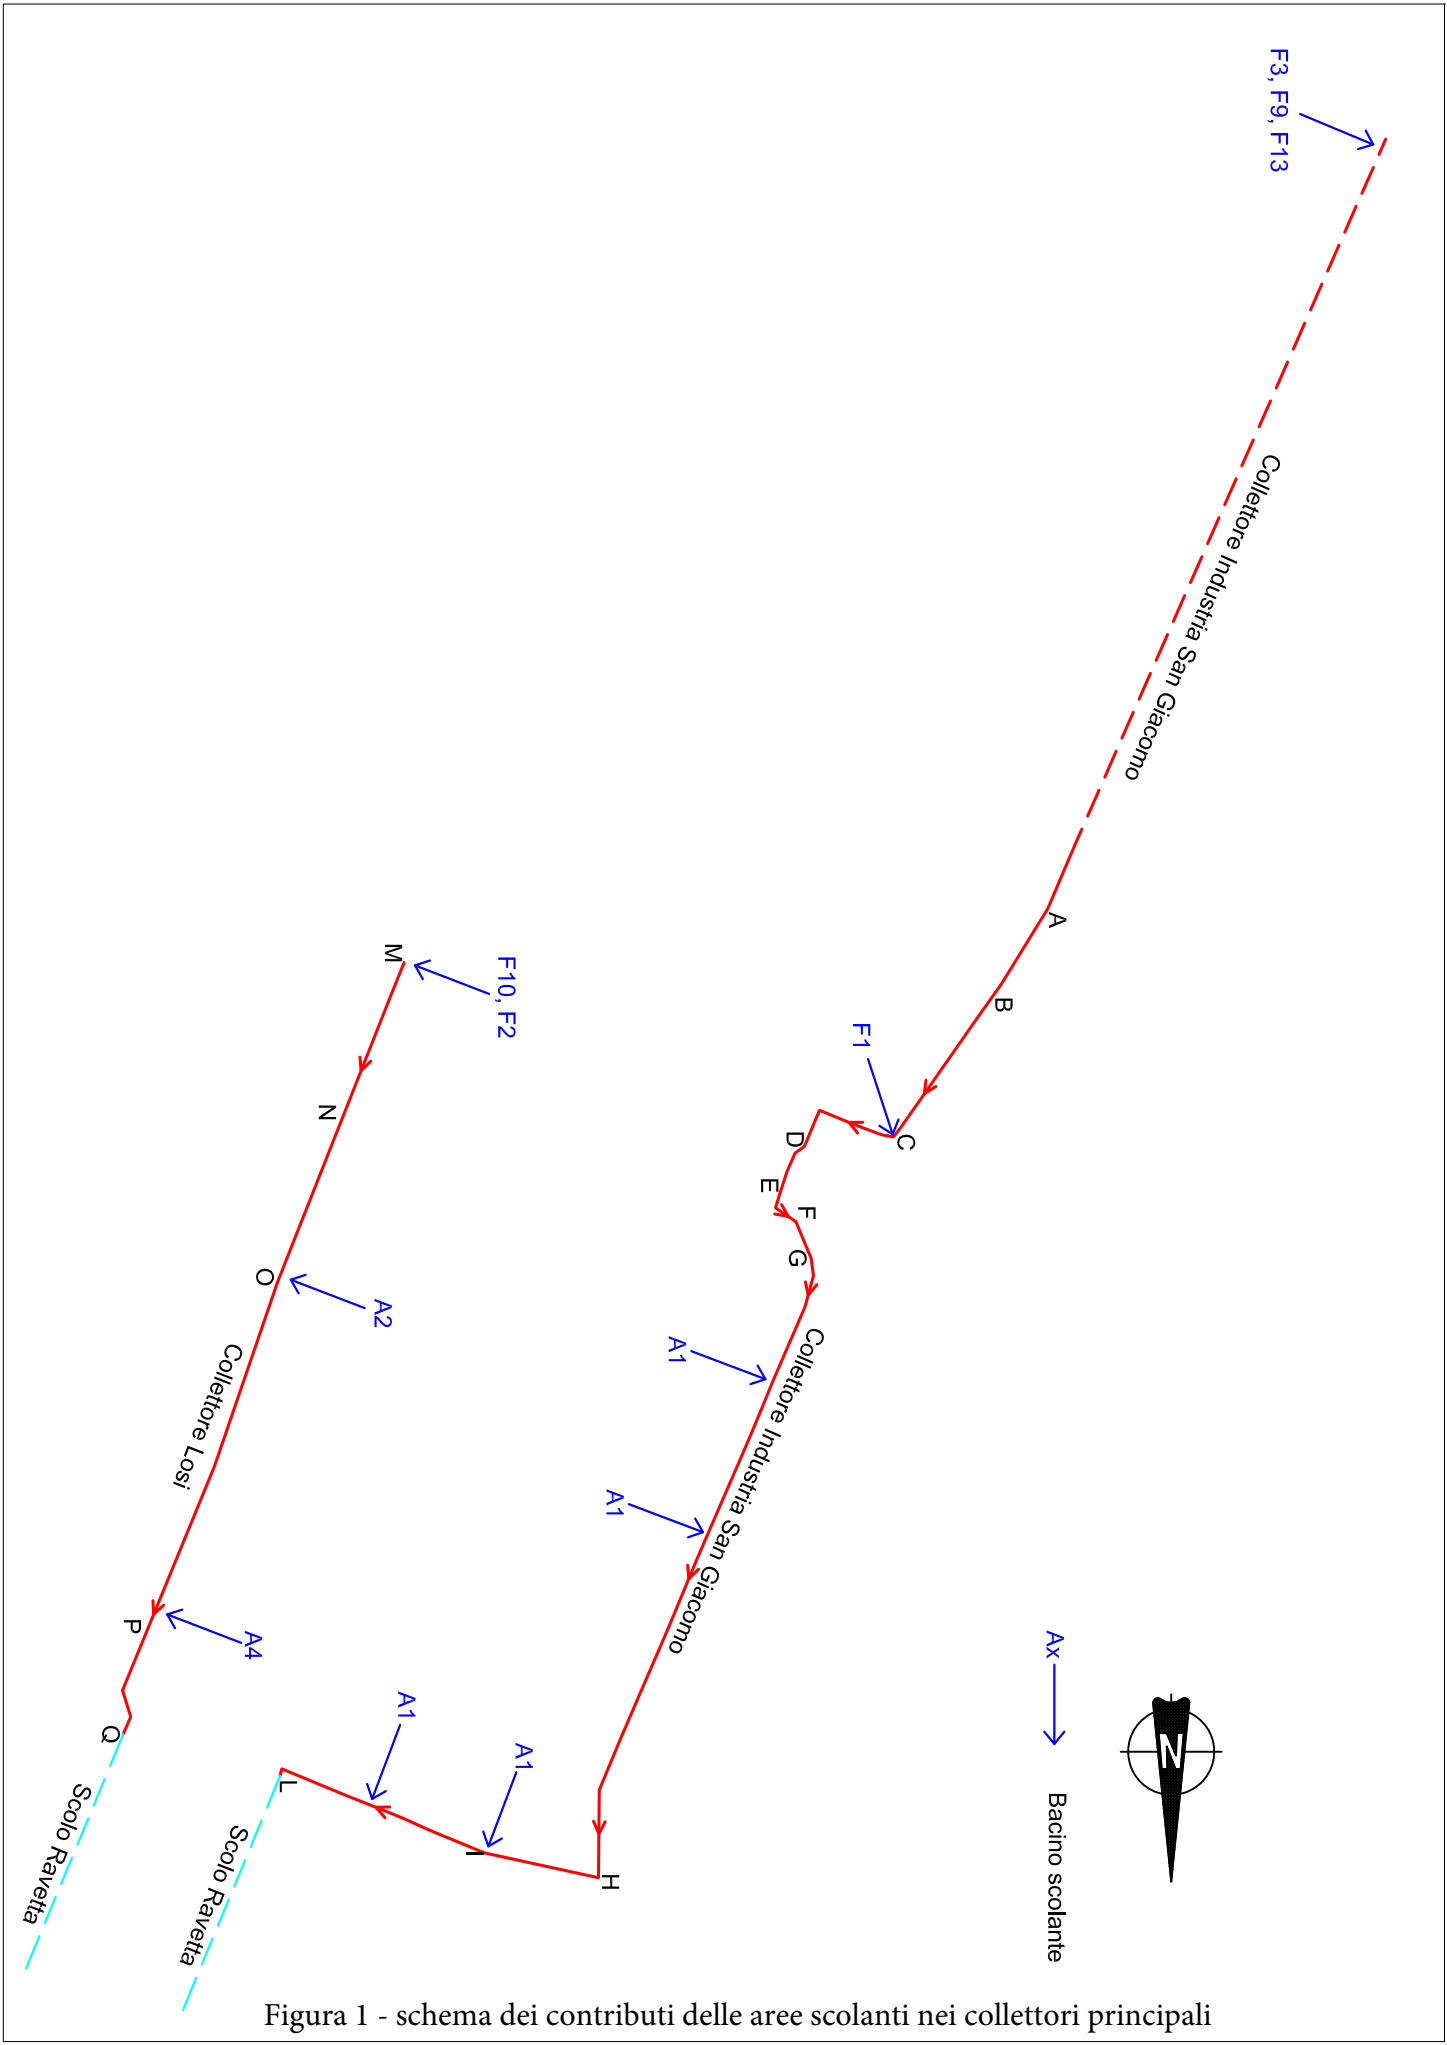 F3, F9, F13
Collettore Industria San Giacomo
A
B
F1
C
D
E
F
G
A1
Collettore Industria San Giacomo
A1
H
I
A1
A1
L
Scolo Ravetta
M
F10, F2
N
O
A2
Collettore Losi
P
A4
Q
Scolo Ravetta
Ax
Bacino scolante
N
Figura 1 - schema dei contributi delle aree scolanti nei collettori principali